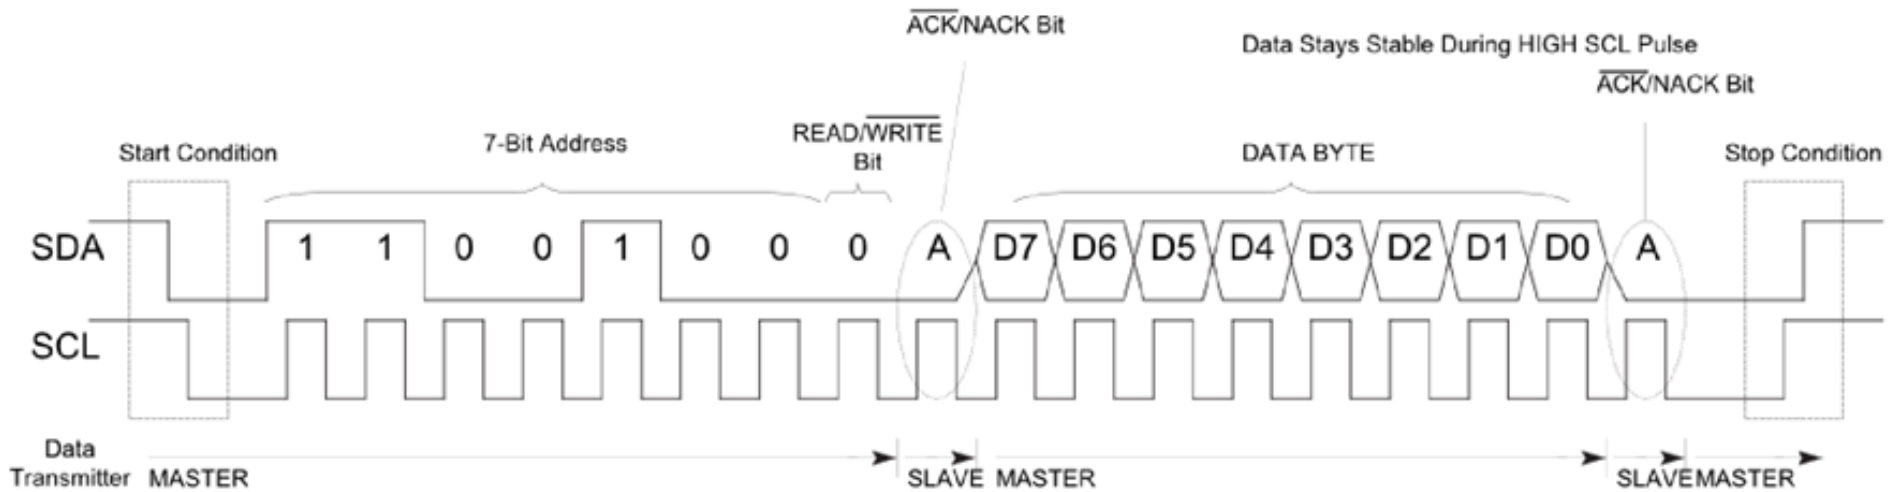 ACK/NACK Bit
Data Stays Stable During HIGH SCL Pulse
ACK/NACK Bit
Start Condition
7-Bit Address
READ/WRITE
Bit
DATA BYTE
Stop Condition
SDA 1 1 0 0 1 0 0 0 A D7 D6 D5 D4 D3 D2 D1 D0 A
SCL
Data
Transmitter MASTER SLAVE MASTER SLAVE MASTER